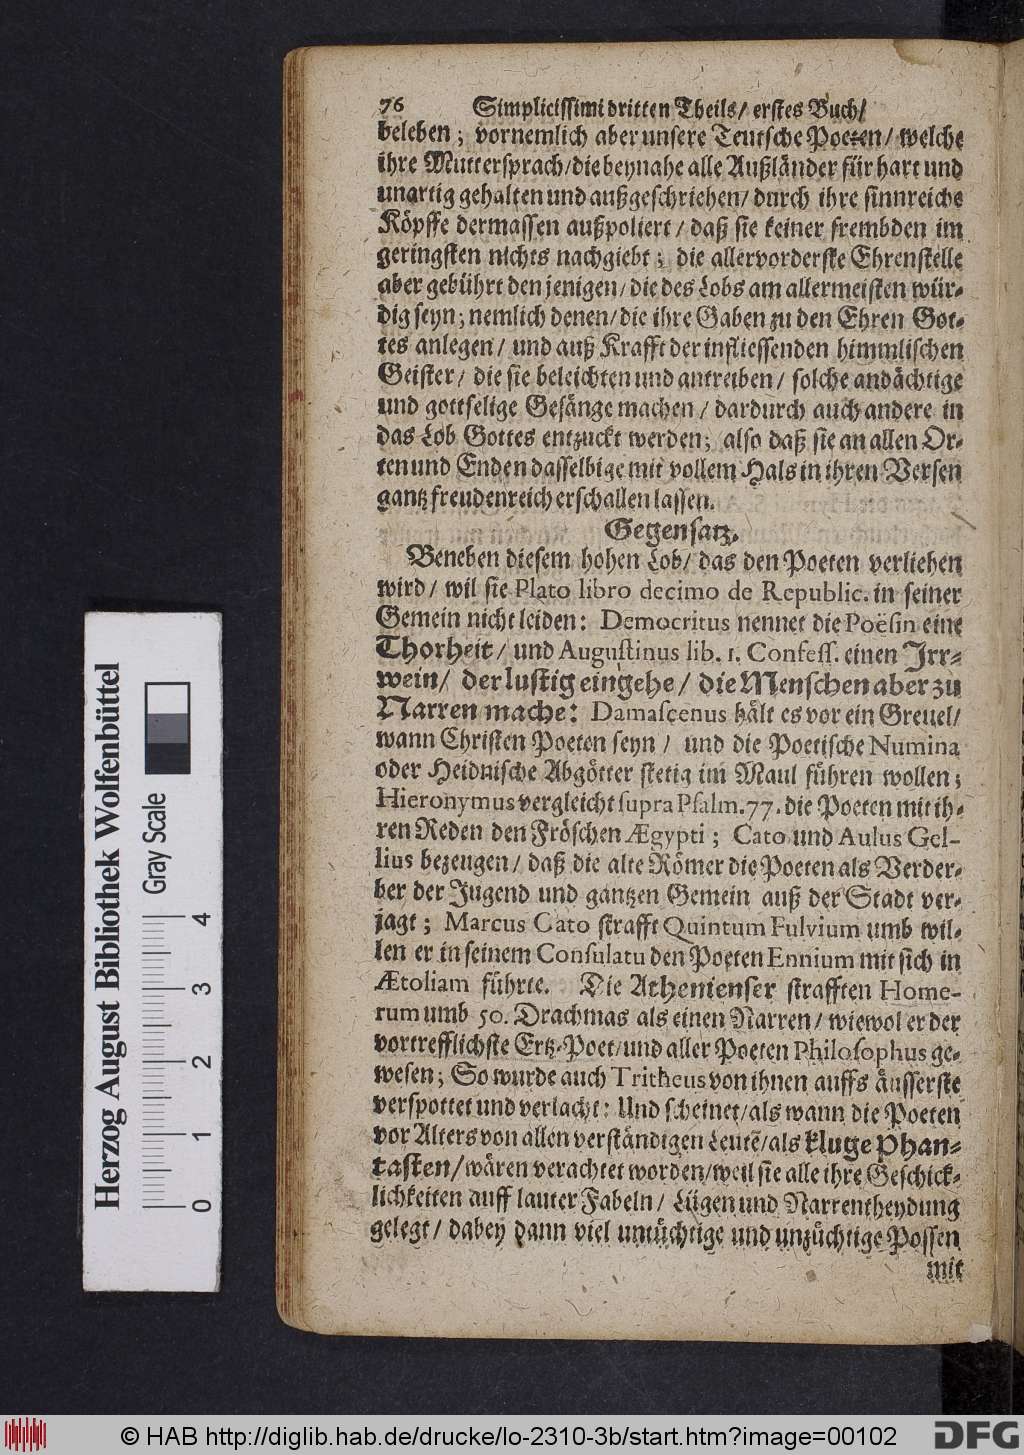 76 Simplicissimi dritten Theils/ erstes Buch/
beleben; vornemlich aber unsere Teutsche Poeten/ welche
ihre Muttersprach/die beynahe alle Außländer für hart und
unartig gehalten und außgeschriehen/ durch ihre sinnreiche
Köpffe dermassen außpoliert/ daß sie keiner frembden im
geringsten nichts nachgiebt; die allervorderste Ehrenstelle
aber gebührt den jenigen/ die des Lobs am allermeisten wür-
dig seyn; nemlich denen/ die ihre Gaben zu den Ehren Got-
tes anlegen/ und auß Krafft der infliessenden himmlischen
Geister/ die sie beleichten und antreiben/ solche andächtige
und gottselige Gesänge machen/ dardurch auch andere in
das Lob Gottes entzuckt werden; also daß sie an allen Or-
ten und Enden dasselbige mit vollem Hals in ihren Versen
gantz freudenreich erschallen lassen.
Gegensatz.
Beneben diesem hohen Lob/ das den Poeten verliehen
wird/ wil sie Plato libro decimo de Republic. in seiner
Gemein nicht leiden: Democritus nennet die Poësin eine
Thorheit/ und Augustinus lib. 1. Confess. einen Irr-
wein/ der lustig eingehe/ die Menschen aber zu
Narren mache: Damascenus hält es vor ein Greuel/
wann Christen Poeten seyn/ und die Poetische Numina
oder Heidnische Abgötter stetig im Maul führen wollen;
Hieronymus vergleicht supra Psalm. 77. die Poeten mit ih-
ren Reden den Fröschen Ægypti; Cato und Aulus Gel-
lius bezeugen/ daß die alte Römer die Poeten als Verder-
ber der Jugend und gantzen Gemein auß der Stadt ver-
jagt; Marcus Cato strafft Quintum Fulvium umb wil-
len er in seinem Consulatu den Poeten Ennium mit sich in
Ætoliam führte. Die Athenienser strafften Home-
rum umb 50. Drachmas als einen Narren/ wiewol er der
vortrefflichste Ertz-Poet/ und aller Poeten Philosophus ge-
wesen; So wurde auch Tritheus von ihnen auffs äusserste
verspottet und verlacht: Und scheinet/ als wann die Poeten
vor Alters von allen verständigen Leutē/ als kluge Phan-
tasten/ wären verachtet worden/ weil sie alle ihre Geschick-
lichkeiten auff lauter Fabeln/ Lügen und Narrentheydung
gelegt/ dabey dann viel untüchtige und unzüchtige Possen
mit
Herzog August Bibliothek Wolfenbüttel
Gray Scale
0 1 2 3 4
© HAB http://diglib.hab.de/drucke/lo-2310-3b/start.htm?image=00102
DFG